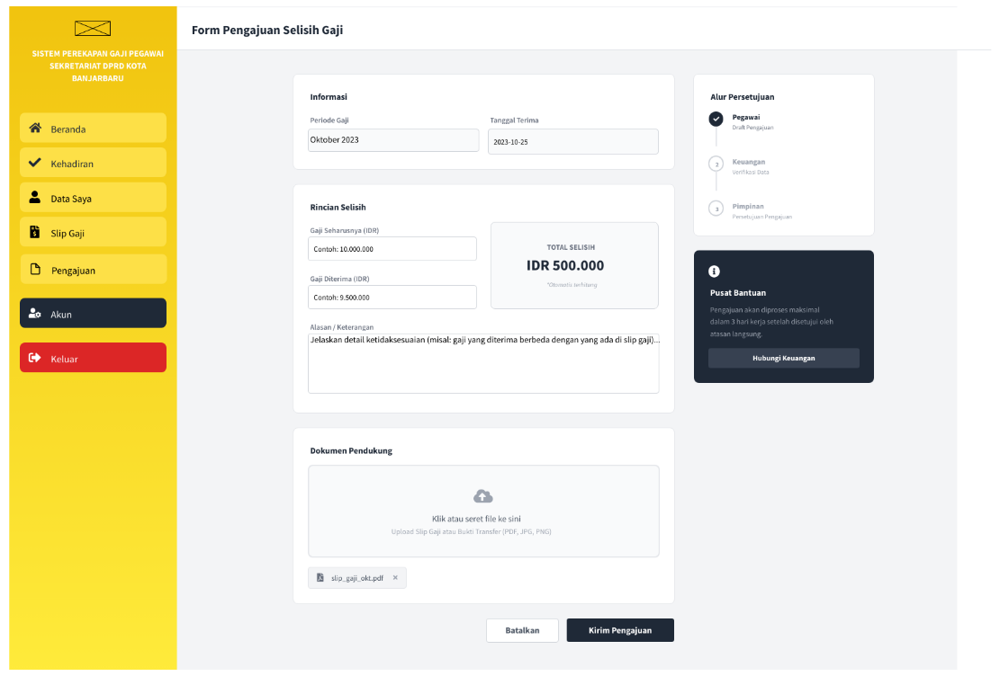 SISTEM PEREKAPAN GAJI PEGAWAI
SEKRETARIAT DPRD KOTA
BANJARBARU
Beranda
Kehadiran
Data Saya
Slip Gaji
Pengajuan
Akun
Keluar
Form Pengajuan Selisih Gaji
Informasi
Periode Gaji
Tanggal Terima
Oktober 2023
2023-10-25
Rincian Selisih
Gaji Seharusnya (IDR)
Contoh: 10.000.000
Gaji Diterima (IDR)
Contoh: 9.500.000
TOTAL SELISIH
IDR 500.000
*Otomatis terhitung
Alasan / Keterangan
Jelaskan detail ketidaksesuaian (misal: gaji yang diterima berbeda dengan yang ada di slip gaji)...
Dokumen Pendukung
Klik atau seret file ke sini
Upload Slip Gaji atau Bukti Transfer (PDF, JPG, PNG)
slip_gaji_okt.pdf
Batalkan
Kirim Pengajuan
Alur Persetujuan
Pegawai
Draft Pengajuan
2
Keuangan
Verifikasi Data
3
Pimpinan
Persetujuan Pengajuan
Pusat Bantuan
Pengajuan akan diproses maksimal
dalam 3 hari kerja setelah disetujui oleh
atasan langsung.
Hubungi Keuangan